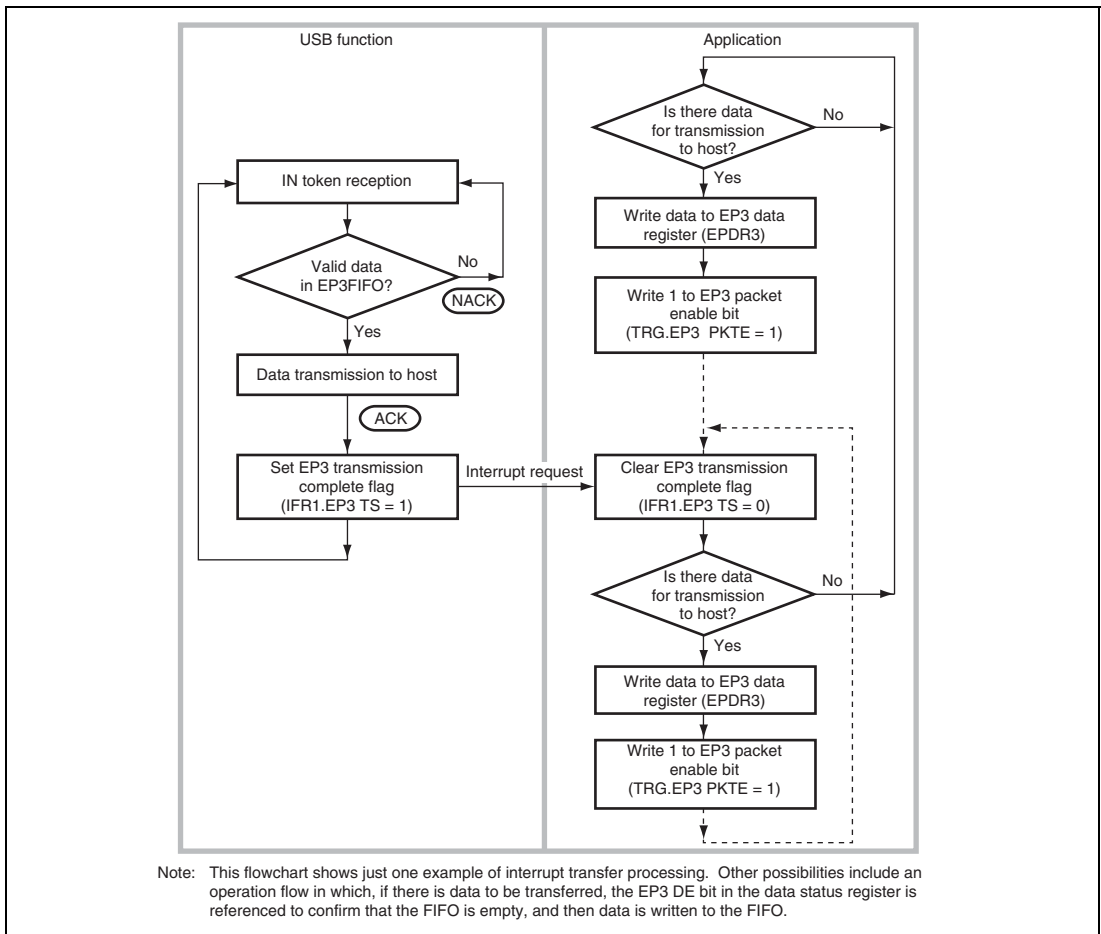 USB function
Application
IN token reception
Valid data
in EP3FIFO?
No
NACK
Yes
Data transmission to host
ACK
Set EP3 transmission
complete flag
(IFR1.EP3 TS = 1)
Interrupt request
Is there data
for transmission
to host?
No
Yes
Write data to EP3 data
register (EPDR3)
Write 1 to EP3 packet
enable bit
(TRG.EP3 PKTE = 1)
Clear EP3 transmission
complete flag
(IFR1.EP3 TS = 0)
Is there data
for transmission
to host?
No
Yes
Write data to EP3 data
register (EPDR3)
Write 1 to EP3 packet
enable bit
(TRG.EP3 PKTE = 1)
Note: This flowchart shows just one example of interrupt transfer processing. Other possibilities include an
operation flow in which, if there is data to be transferred, the EP3 DE bit in the data status register is
referenced to confirm that the FIFO is empty, and then data is written to the FIFO.